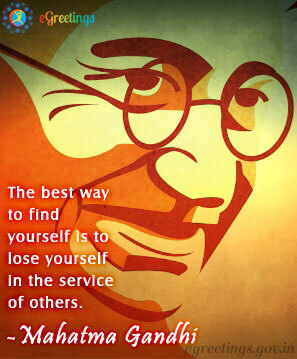 eGreetings
The best way
to find
yourself is to
lose yourself
in the service
of others.
~Mahatma Gandhi
egreetings.gov.in